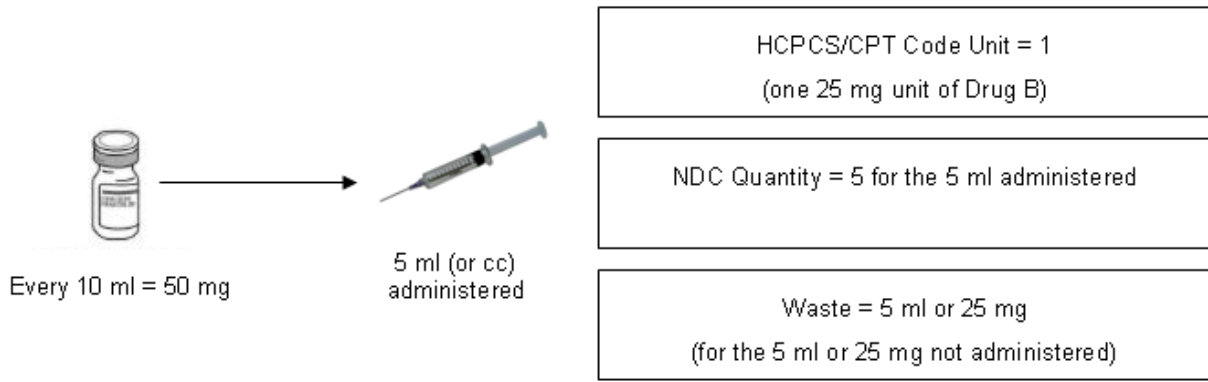 HCPCS/CPT Code Unit = 1
(one 25 mg unit of Drug B)
NDC Quantity = 5 for the 5 ml administered
Every 10 ml = 50 mg
5 ml (or cc)
administered
Waste = 5 ml or 25 mg
(for the 5 ml or 25 mg not administered)